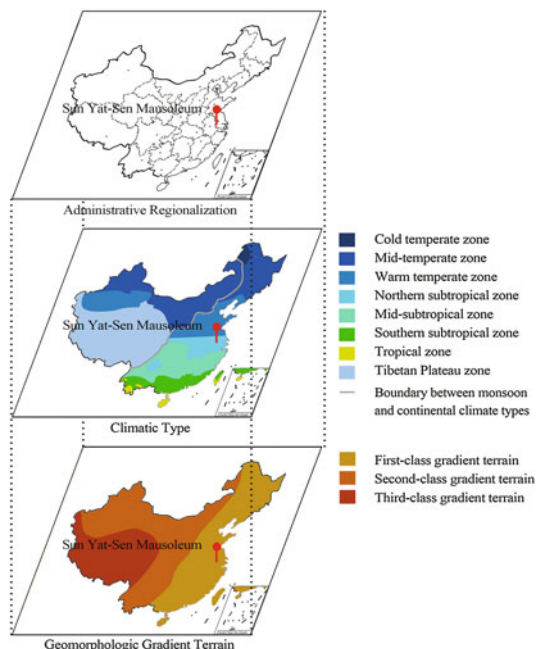 Sun Yat-Sen Mausoleum
Administrative Regionalization
Cold temperate zone
Mid-temperate zone
Warm temperate zone
Northern subtropical zone
Mid-subtropical zone
Southern subtropical zone
Tropical zone
Tibetan Plateau zone
Boundary between monsoon
and continental climate types
Sun Yat-Sen Mausoleum
Climatic Type
First-class gradient terrain
Second-class gradient terrain
Third-class gradient terrain
Sun Yat-Sen Mausoleum
Geomorphologic Gradient Terrain